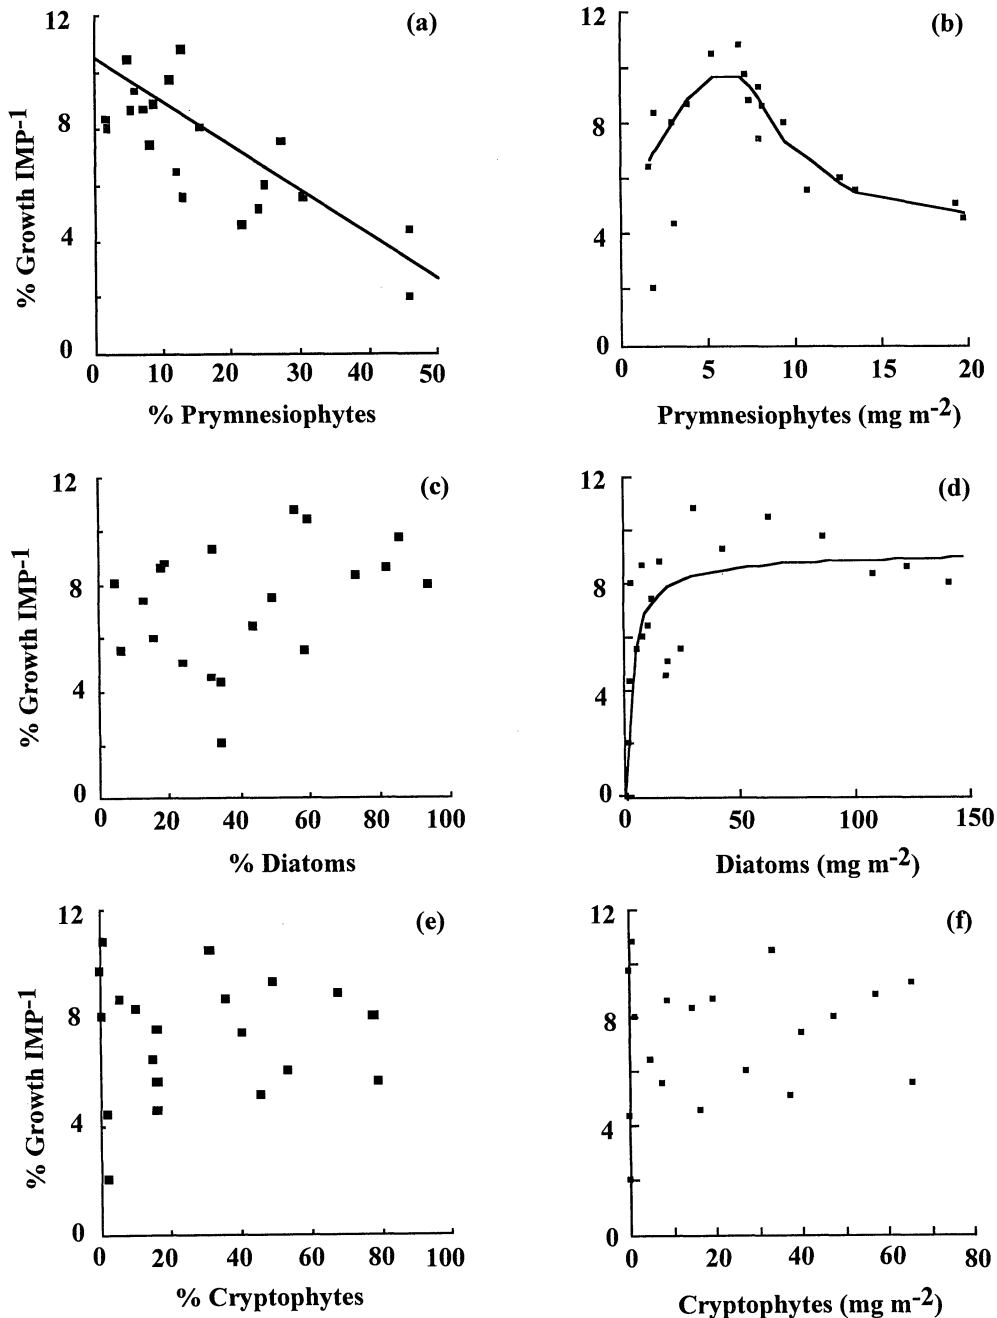 (a)
12
8
4
0
% Growth IMP-1
0 10 20 30 40 50
% Prymnesiophytes
(b)
12
8
4
0
0 5 10 15 20
Prymnesiophytes (mg m-2)
(c)
12
8
4
0
% Growth IMP-1
0 20 40 60 80 100
% Diatoms
(d)
12
8
4
0
0 50 100 150
Diatoms (mg m-2)
(e)
12
8
4
0
% Growth IMP-1
0 20 40 60 80 100
% Cryptophytes
(f)
12
8
4
0
0 20 40 60 80
Cryptophytes (mg m-2)